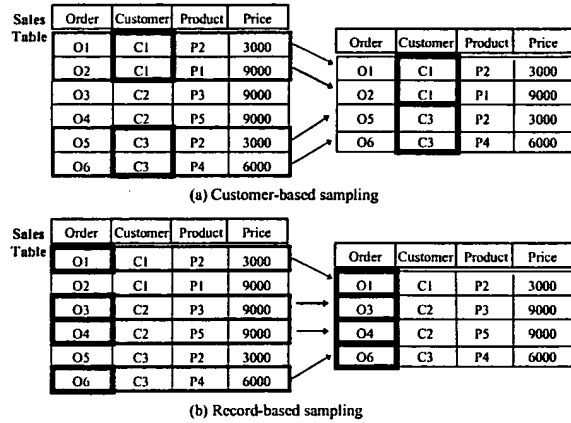 Sales Table
Order Customer Product Price
O1 C1 P2 3000
O2 C1 P1 9000
O3 C2 P3 9000
O4 C2 P5 9000
O5 C3 P2 3000
O6 C3 P4 6000
Order Customer Product Price
O1 C1 P2 3000
O2 C1 P1 9000
O5 C3 P2 3000
O6 C3 P4 6000
(a) Customer-based sampling
Sales Table
Order Customer Product Price
O1 C1 P2 3000
O2 C1 P1 9000
O3 C2 P3 9000
O4 C2 P5 9000
O5 C3 P2 3000
O6 C3 P4 6000
Order Customer Product Price
O1 C1 P2 3000
O3 C2 P3 9000
O4 C2 P5 9000
O6 C3 P4 6000
(b) Record-based sampling